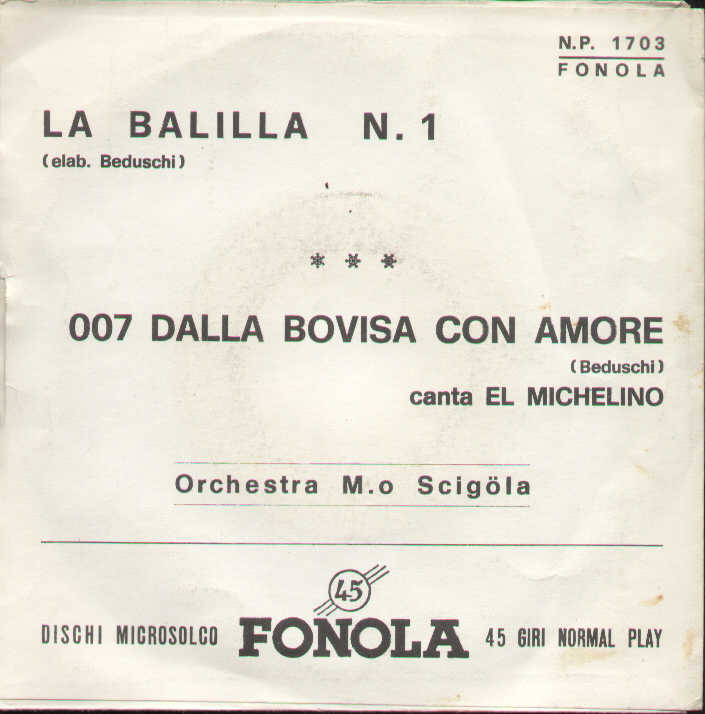 N.P. 1703
FONOLA
LA BALILLA N. 1
(elab. Beduschi)
* * *
007 DALLA BOVISA CON AMORE
(Beduschi)
canta EL MICHELINO
Orchestra M.o Scigöla
45
DISCHI MICROSOLCO FONOLA 45 GIRI NORMAL PLAY